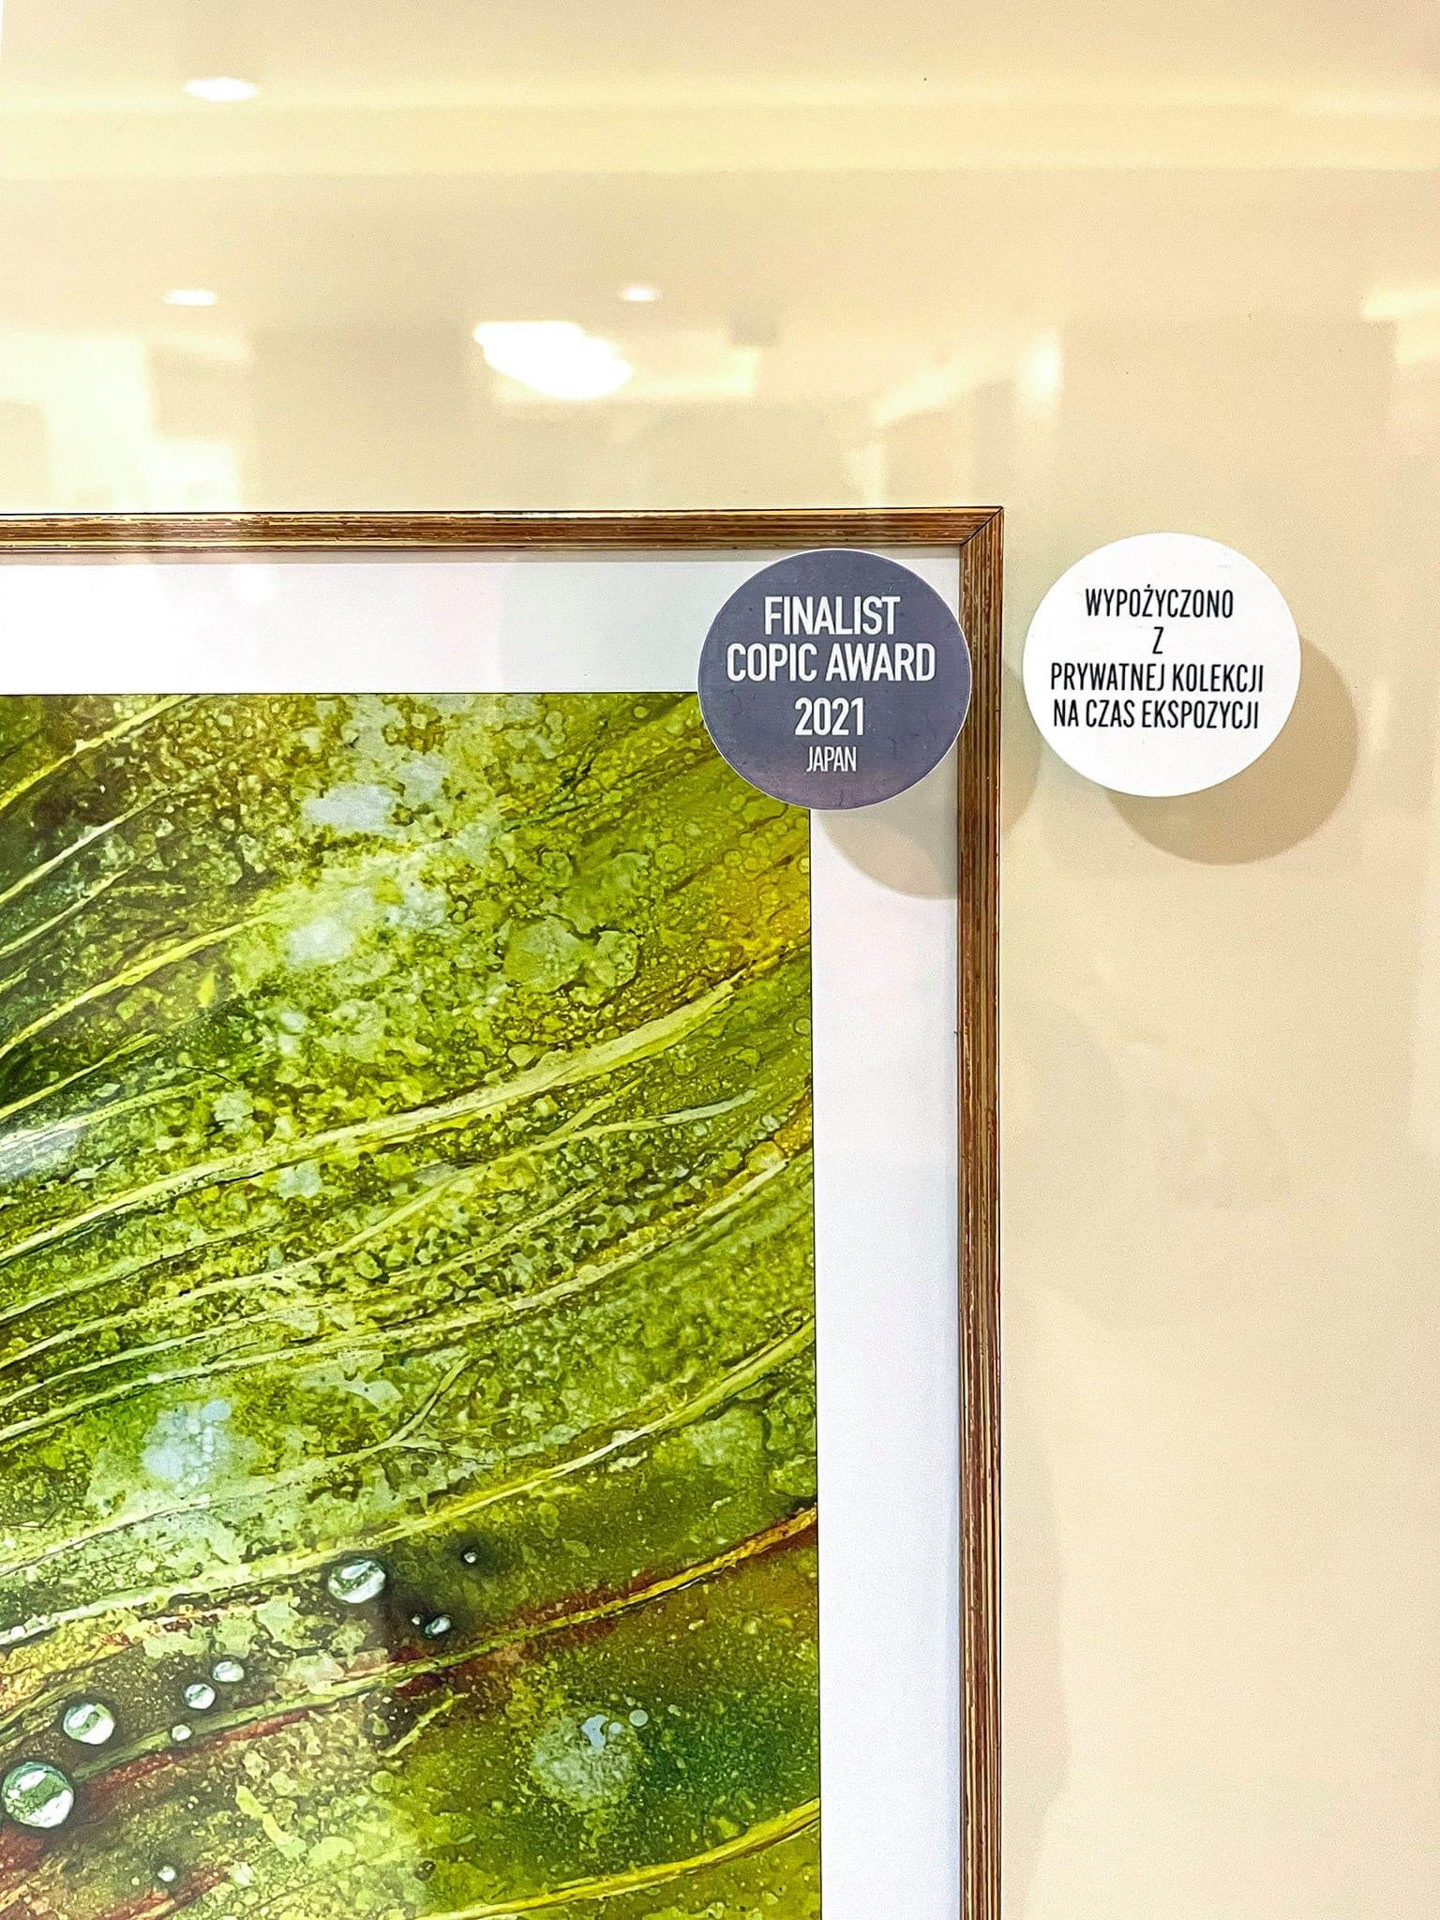 FINALIST
COPIC AWARD
2021
JAPAN
WYPOŻYCZONO
Z
PRYWATNEJ KOLEKCJI
NA CZAS EKSPOZYCJI